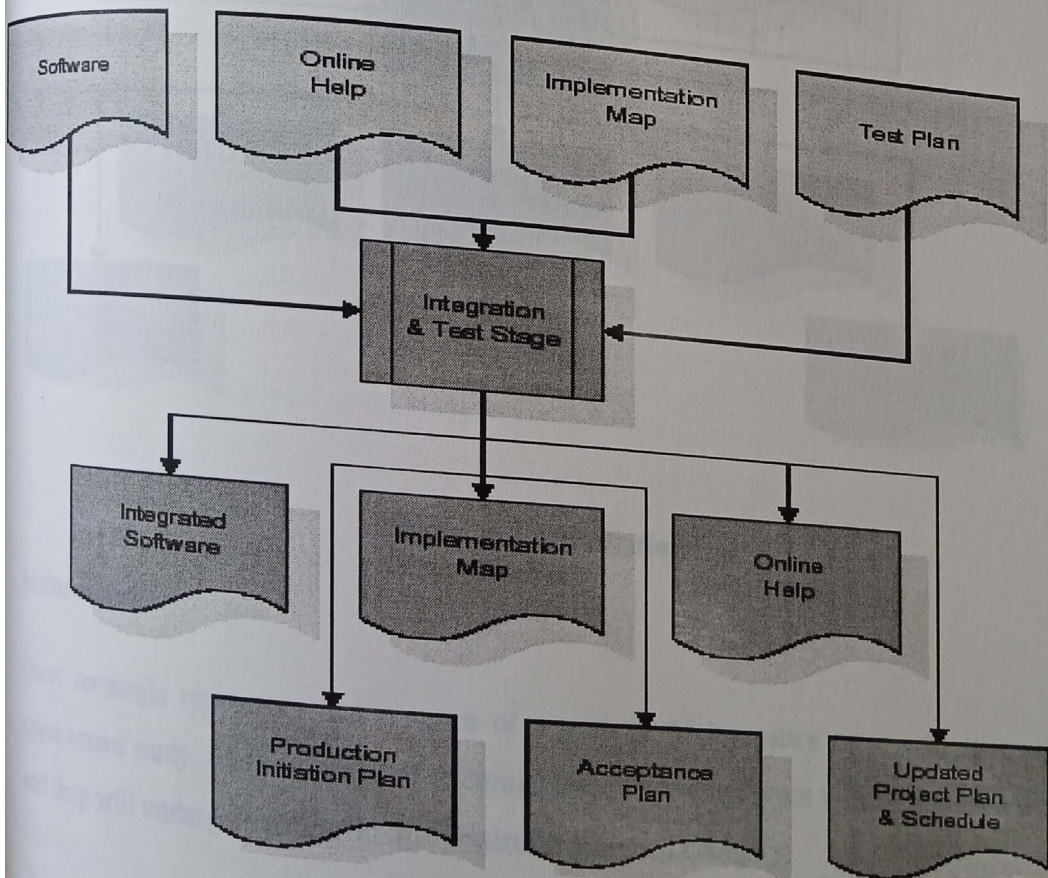 Software
Online
Help
Implementation
Map
Test Plan
Integration
& Test Stage
Integrated
Software
Implementation
Map
Online
Help
Production
Initiation Plan
Acceptance
Plan
Updated
Project Plan
& Schedule